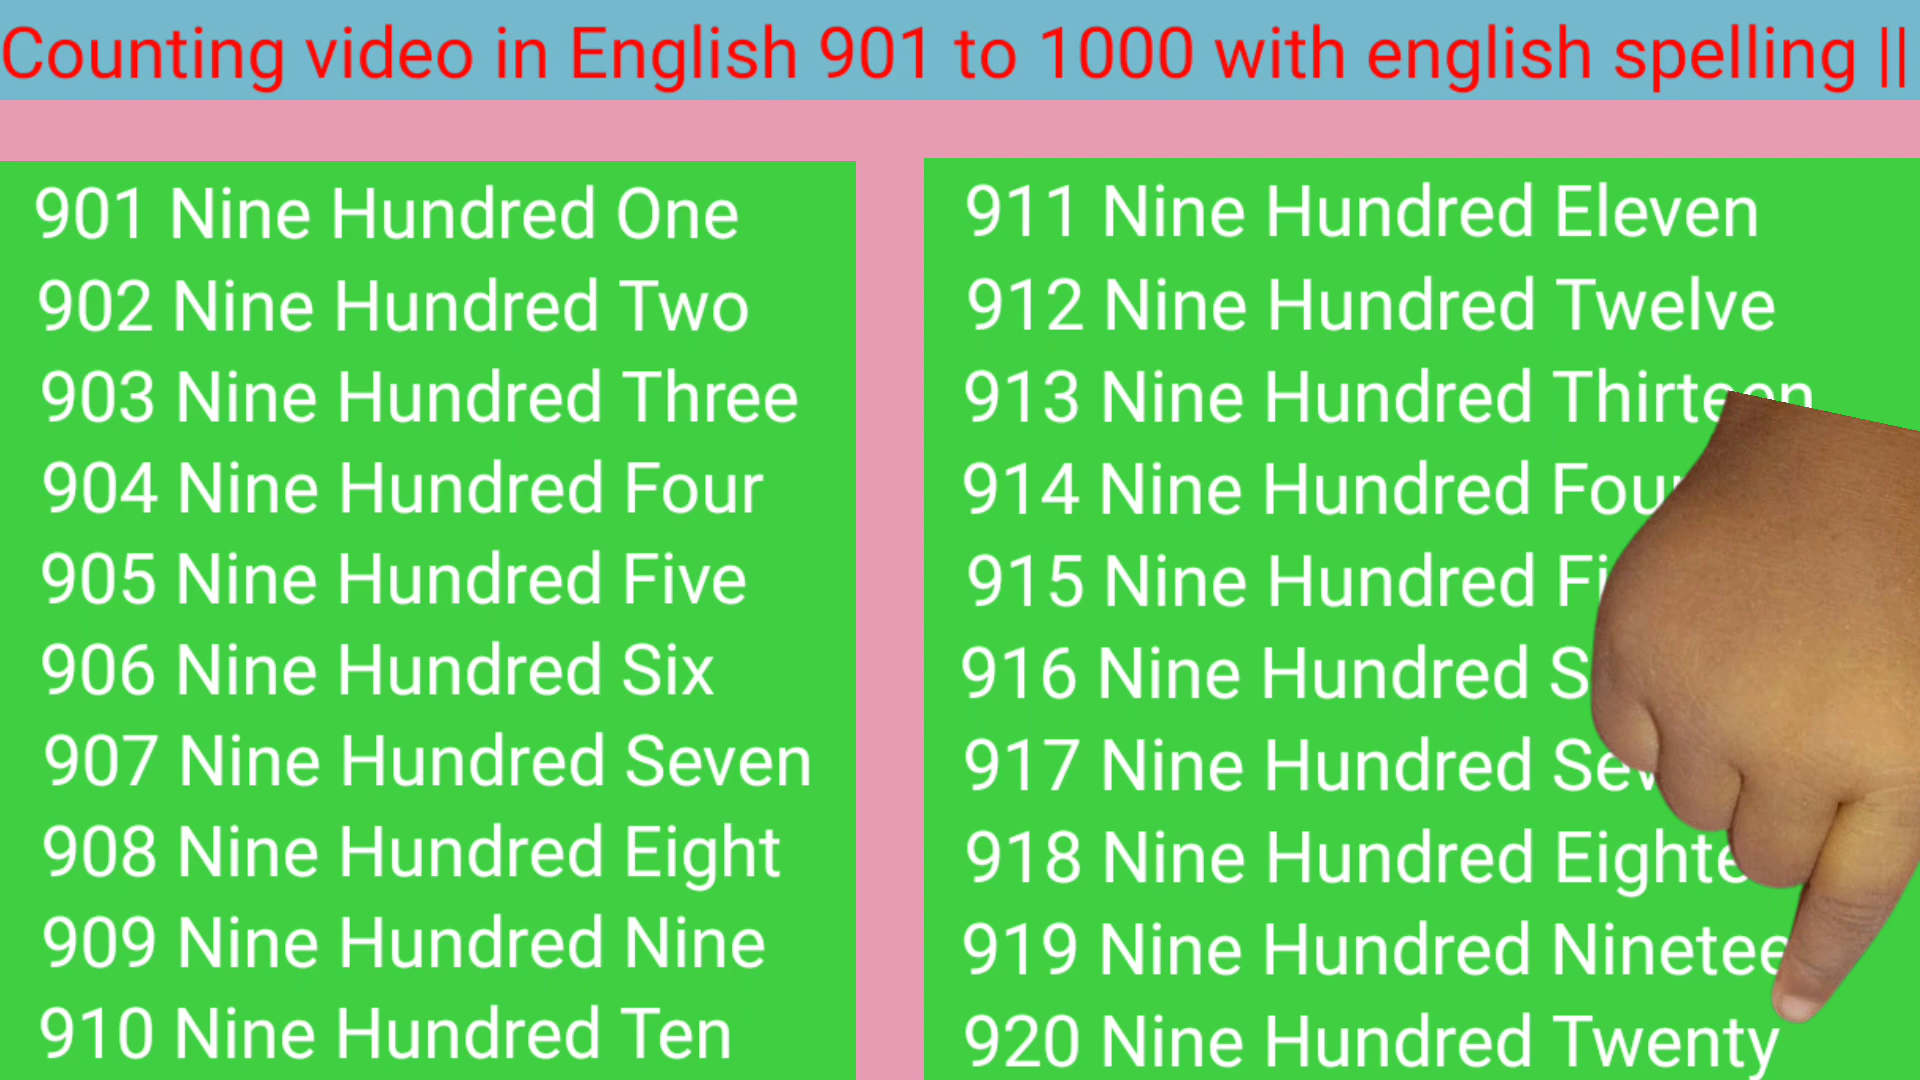 Counting video in English 901 to 1000 with english spelling ||
901 Nine Hundred One
902 Nine Hundred Two
903 Nine Hundred Three
904 Nine Hundred Four
905 Nine Hundred Five
906 Nine Hundred Six
907 Nine Hundred Seven
908 Nine Hundred Eight
909 Nine Hundred Nine
910 Nine Hundred Ten
911 Nine Hundred Eleven
912 Nine Hundred Twelve
913 Nine Hundred Thirteen
914 Nine Hundred
915 Nine Hundred
916 Nine Hundred
917 Nine Hundred
918 Nine Hundred
919 Nine Hundred
920 Nine Hundred Twenty